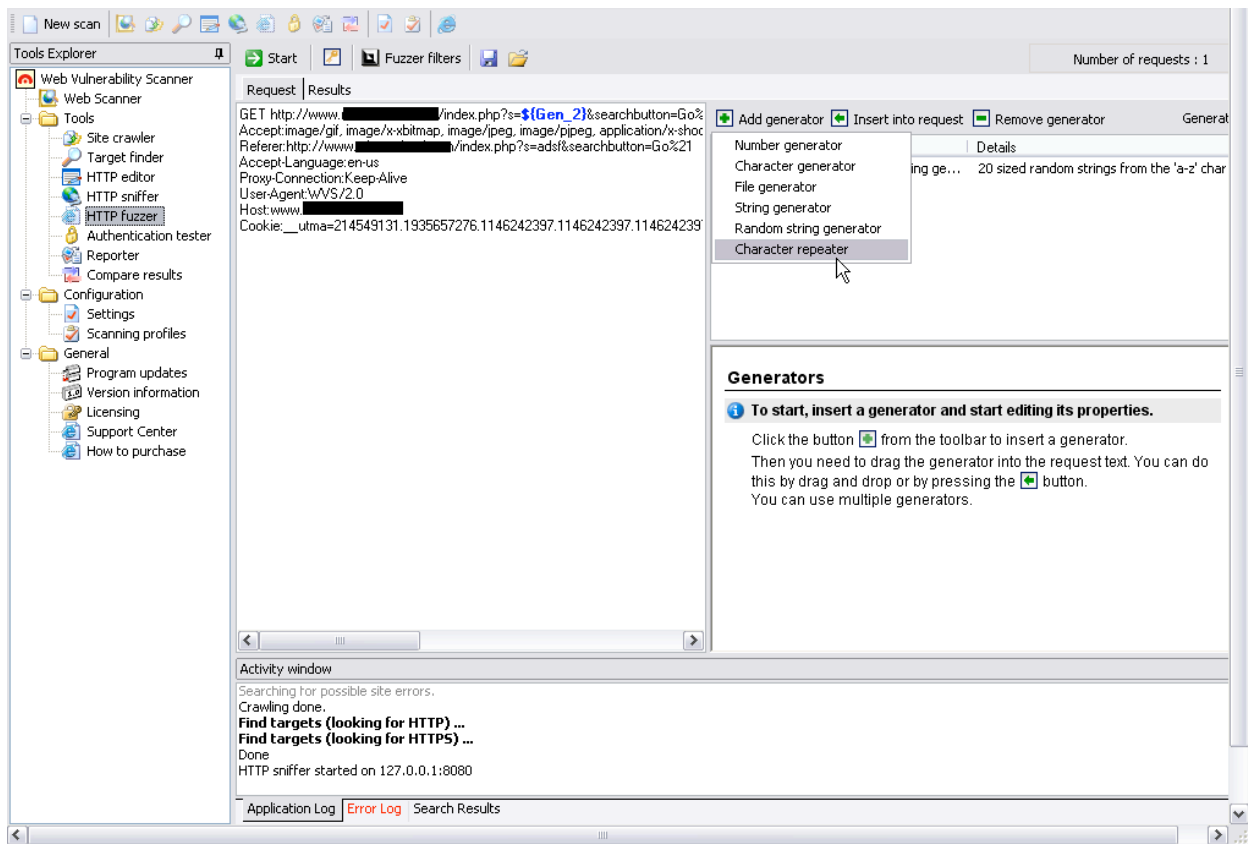 New scan
Tools Explorer
Web Vulnerability Scanner
Web Scanner
Tools
Site crawler
Target finder
HTTP editor
HTTP sniffer
HTTP fuzzer
Authentication tester
Reporter
Compare results
Configuration
Settings
Scanning profiles
General
Program updates
Version information
Licensing
Support Center
How to purchase
Start Fuzzer filters Number of requests : 1
Request Results
GET http://www. /index.php?s=${Gen_2}&searchbutton=Go%
Accept:image/gif, image/x-xbitmap, image/jpeg, image/pjpeg, application/x-shoc
Referer:http://www. /index.php?s=adsf&searchbutton=Go%21
Accept-Language:en-us
Proxy-Connection:Keep-Alive
User-Agent:WVS/2.0
Host:www.
Cookie:__utma=214549131.1935657276.1146242397.1146242397.114624239
Add generator Insert into request Remove generator Generat
Details
ing ge... 20 sized random strings from the 'a-z' char
Number generator
Character generator
File generator
String generator
Random string generator
Character repeater
Generators
To start, insert a generator and start editing its properties.
Click the button from the toolbar to insert a generator.
Then you need to drag the generator into the request text. You can do
this by drag and drop or by pressing the button.
You can use multiple generators.
Activity window
Searching for possible site errors.
Crawling done.
Find targets (looking for HTTP) ...
Find targets (looking for HTTPS) ...
Done
HTTP sniffer started on 127.0.0.1:8080
Application Log Error Log Search Results